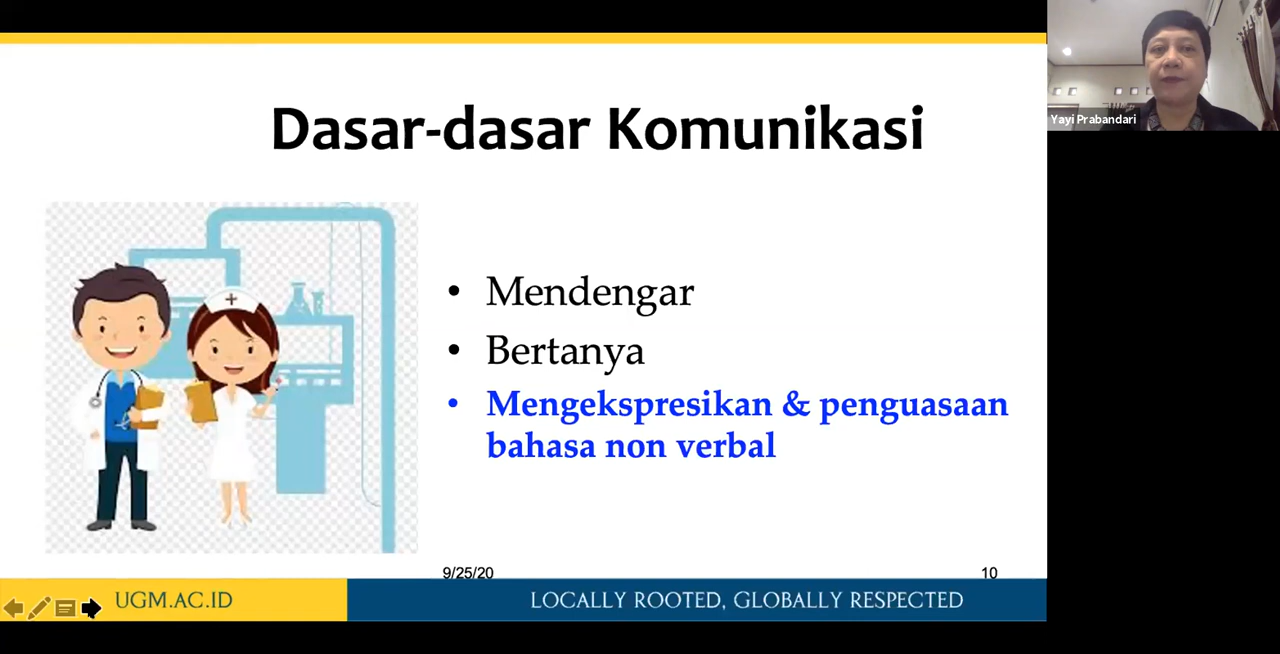 Dasar-dasar Komunikasi
Yayi Prabandari
• Mendengar
• Bertanya
• Mengekspresikan & penguasaan
bahasa non verbal
9/25/20
10
UGM.AC.ID
LOCALLY ROOTED, GLOBALLY RESPECTED